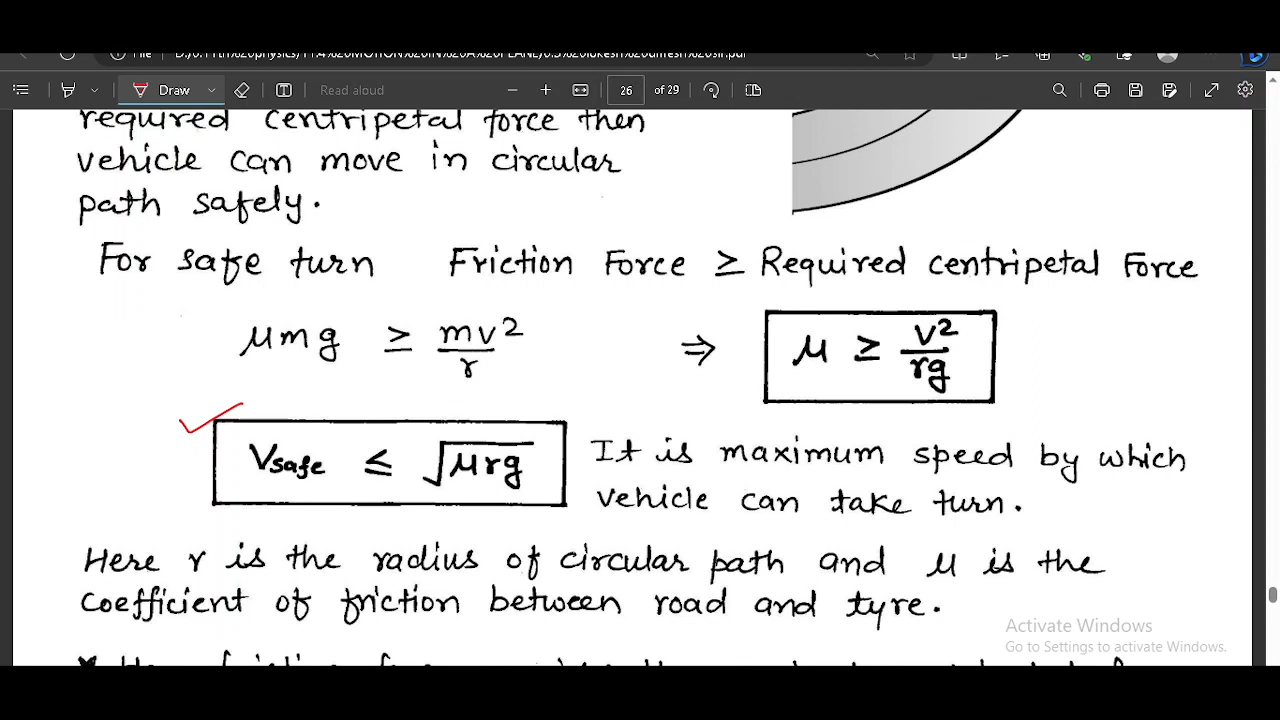 File
Draw
Read aloud
26 of 29
required centripetal force then
vehicle can move in circular
path safely.
For safe turn Friction Force ≥ Required centripetal Force
μmg ≥ mv²/r ⇒ μ ≥ v²/rg
Vsafe ≤ √μrg It is maximum speed by which
vehicle can take turn.
Here r is the radius of circular path and μ is the
coefficient of friction between road and tyre.
Activate Windows
Go to Settings to activate Windows.